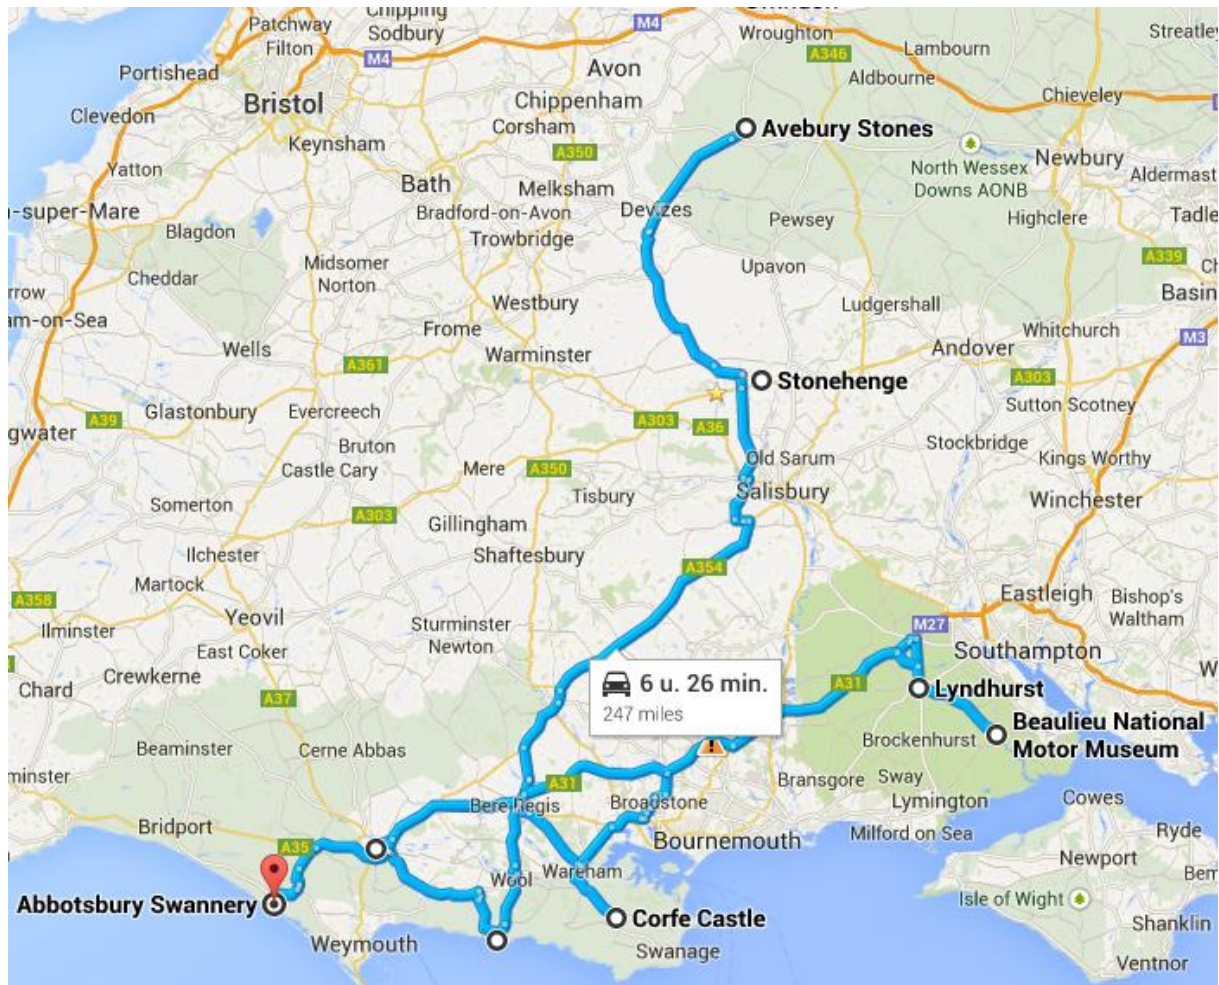 Chipping
Sodbury
Patchway
Filton
M4
Wroughton
A346
Lambourn
Streatley
M4
Portishead
Avon
Aldbourne
Clevedon
Bristol
Chippenham
Chieveley
Corsham
Avebury Stones
Keynsham
A350
Yatton
North Wessex
Downs AONB
Newbury
Aldermast
Bath
Melksham
-super-Mare
Bradford-on-Avon
Devizes
Pewsey
Highclere
Tadle
Blagdon
Trowbridge
A339
Cheddar
Midsomer
Norton
Upavon
Ch
rrow
Westbury
Ludgershall
Basin
am-on-Sea
Frome
Whitchurch
M3
Wells
Warminster
Andover
A361
Stonehenge
A303
Glastonbury
Evercreech
Sutton Scotney
A39
A303
A36
gwater
Bruton
Stockbridge
Castle Cary
Mere
A350
Old Sarum
Kings Worthy
Somerton
Tisbury
Salisbury
Winchester
A303
Gillingham
Ilchester
Shaftesbury
A354
Martock
A358
Yeovil
Eastleigh
Bishop's
Waltham
Ilminster
Sturminster
Newton
M27
East Coker
Southampton
Crewkerne
W
Chard
A37
6 u. 26 min.
247 miles
A31
Lyndhurst
Beaulieu National
Motor Museum
Beaminster
Cerne Abbas
Brockenhurst
minster
A31
Bransgore
Sway
Bere Regis
Broadstone
Lymington
Cowes
Bridport
Bournemouth
Milford on Sea
Ryde
A35
Newport
Wool
Wareham
Bem
Abbotsbury Swannery
Isle of Wight
Corfe Castle
Shanklin
Weymouth
Swanage
Ventnor